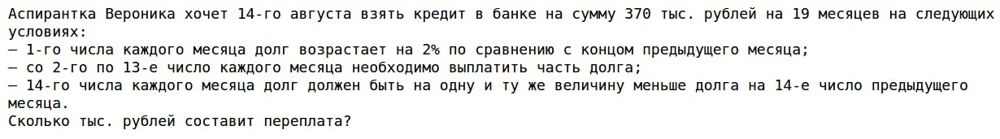 Аспирантка Вероника хочет 14-го августа взять кредит в банке на сумму 370 тыс. рублей на 19 месяцев на следующих
условиях:
– 1-го числа каждого месяца долг возрастает на 2% по сравнению с концом предыдущего месяца;
– со 2-го по 13-е число каждого месяца необходимо выплатить часть долга;
– 14-го числа каждого месяца долг должен быть на одну и ту же величину меньше долга на 14-е число предыдущего
месяца.
Сколько тыс. рублей составит переплата?